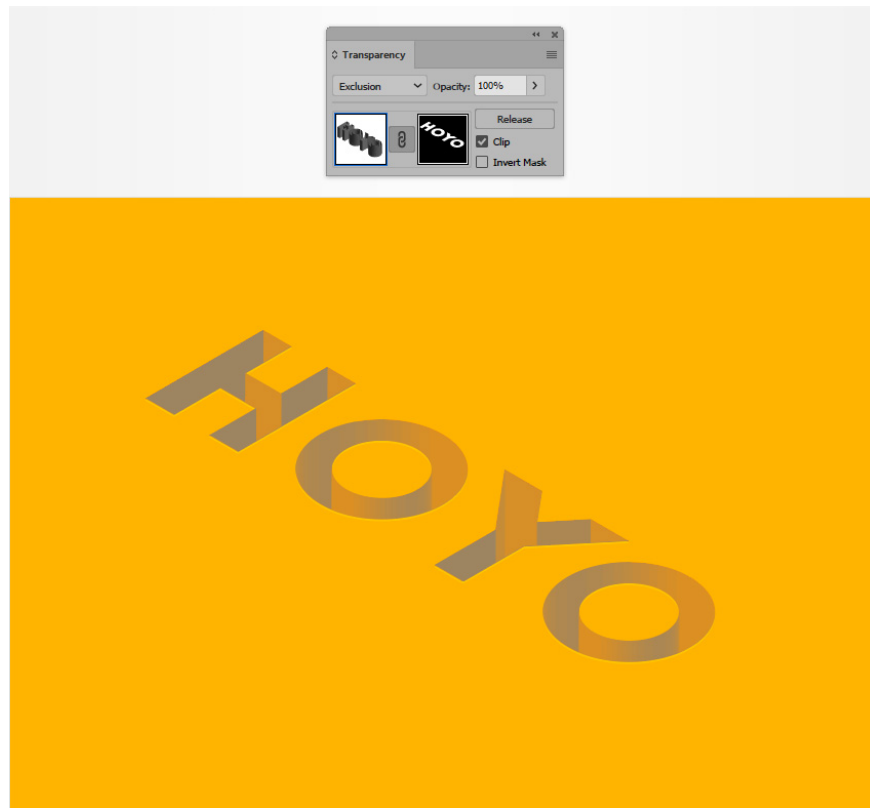 Transparency
Exclusion Opacity: 100%
Release
HOYO
Clip
Invert Mask
HOYO